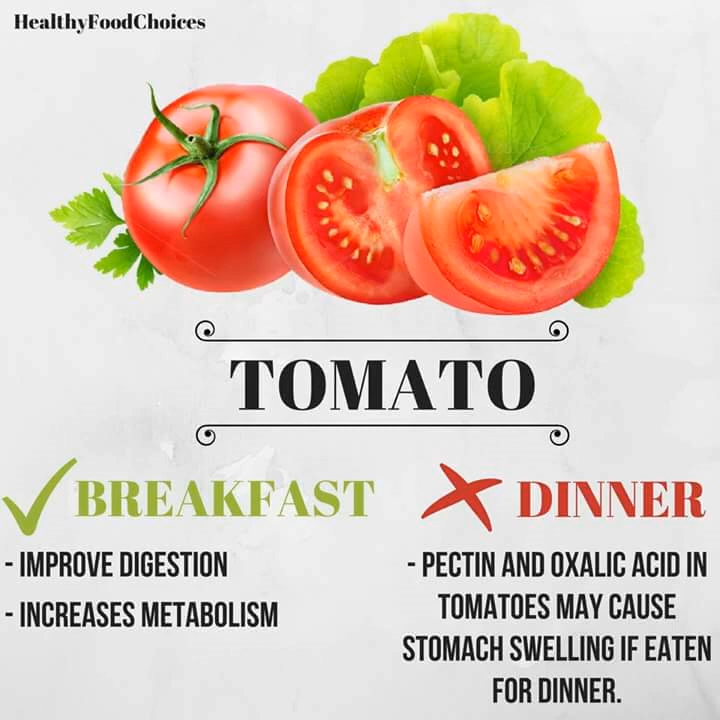 HealthyFoodChoices
TOMATO
BREAKFAST
- IMPROVE DIGESTION
- INCREASES METABOLISM
DINNER
- PECTIN AND OXALIC ACID IN
TOMATOES MAY CAUSE
STOMACH SWELLING IF EATEN
FOR DINNER.